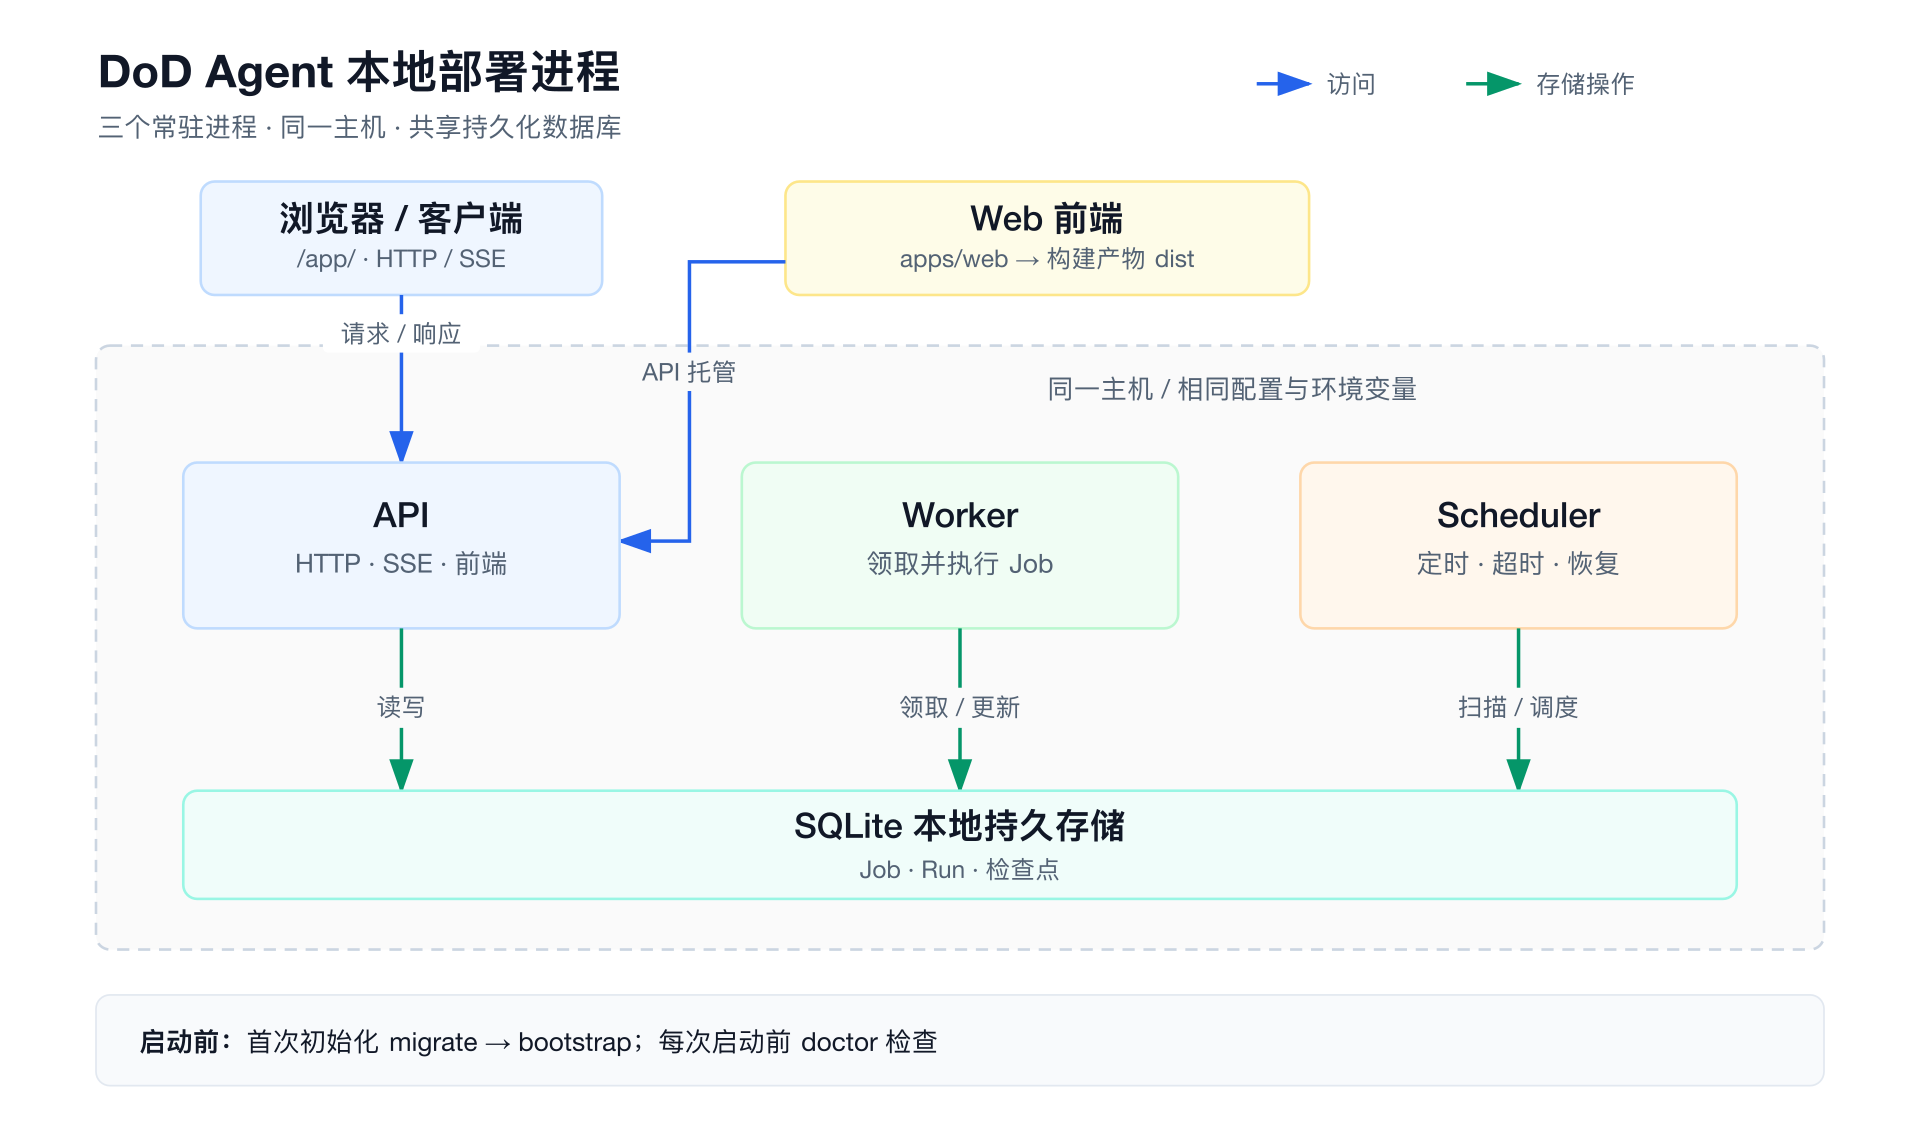 DoD Agent 本地部署进程
三个常驻进程 · 同一主机 · 共享持久化数据库
访问
存储操作
浏览器 / 客户端
/app/ · HTTP / SSE
Web 前端
apps/web → 构建产物 dist
请求 / 响应
API 托管
同一主机 / 相同配置与环境变量
API
HTTP · SSE · 前端
Worker
领取并执行 Job
Scheduler
定时 · 超时 · 恢复
读写
领取 / 更新
扫描 / 调度
SQLite 本地持久存储
Job · Run · 检查点
启动前：首次初始化 migrate → bootstrap；每次启动前 doctor 检查